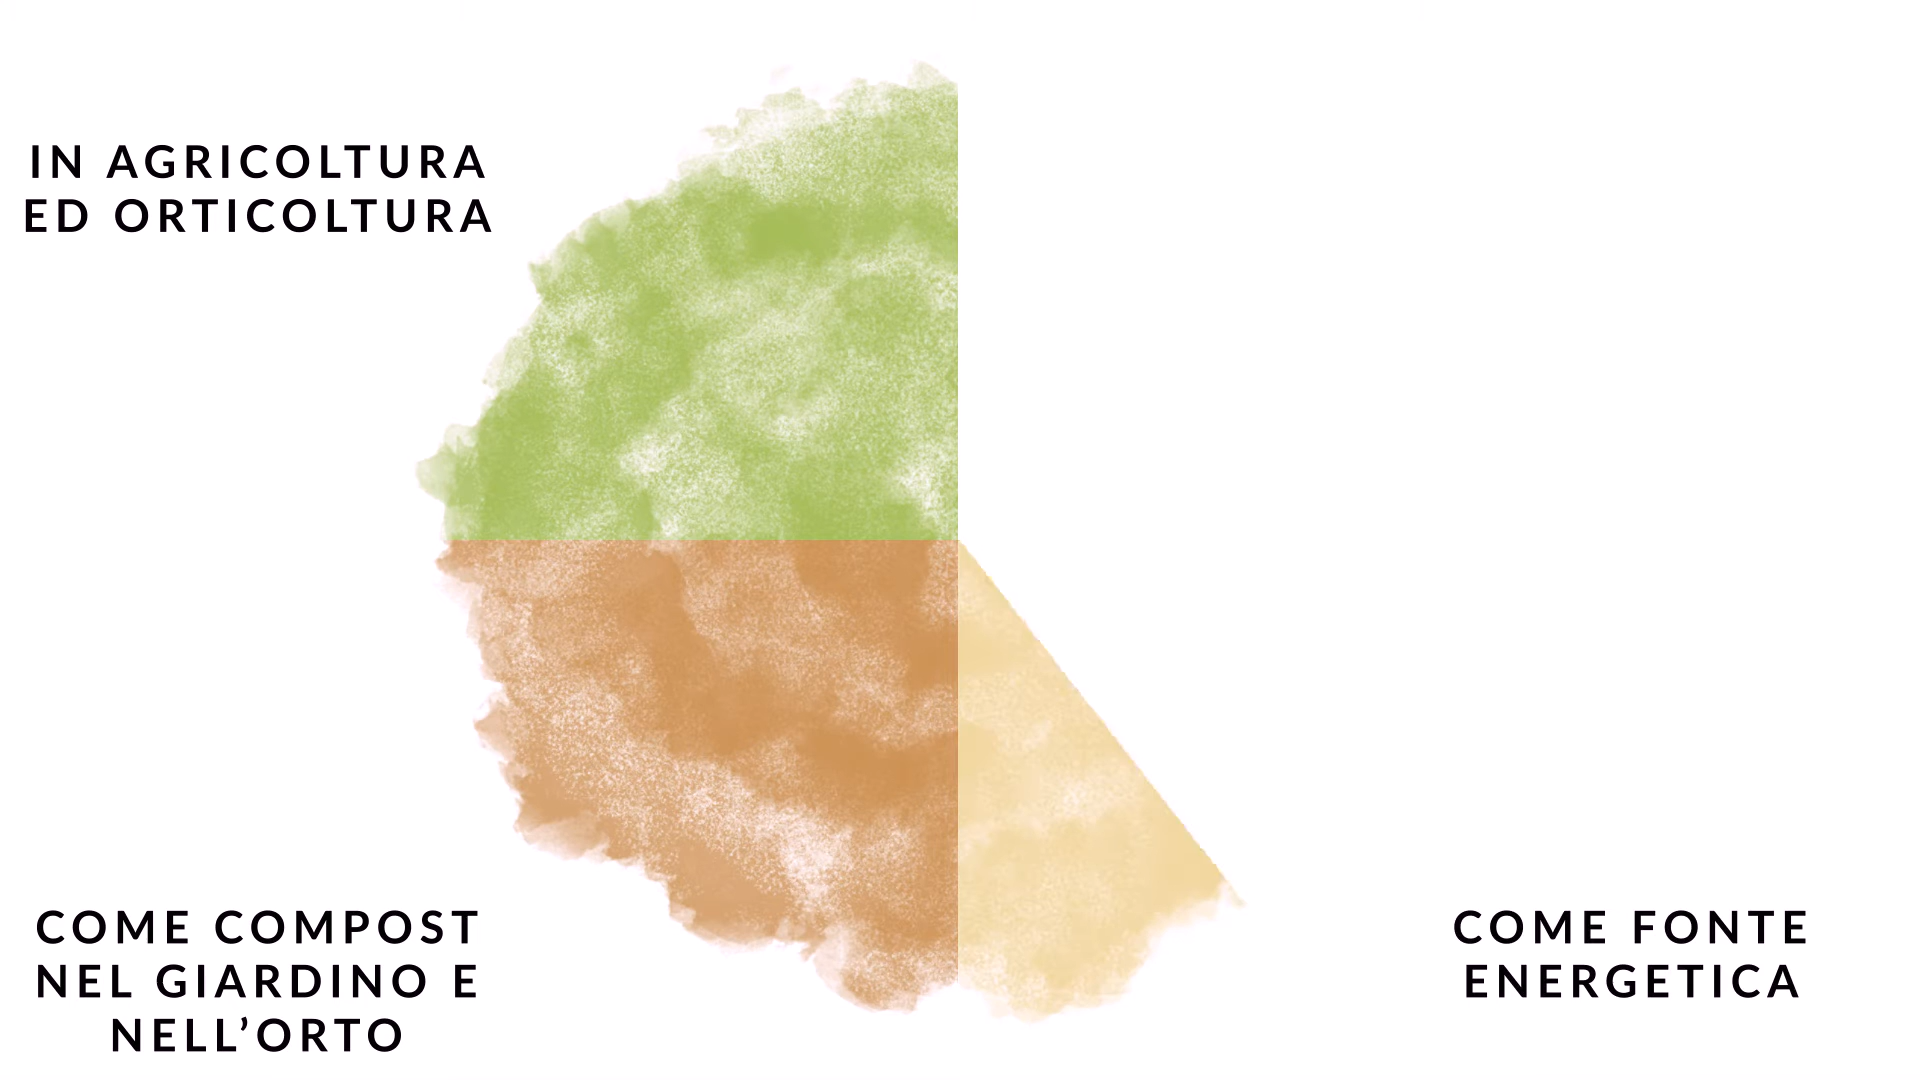 IN AGRICOLTURA
ED ORTICOLTURA
COME COMPOST
NEL GIARDINO E
NELL’ORTO
COME FONTE
ENERGETICA